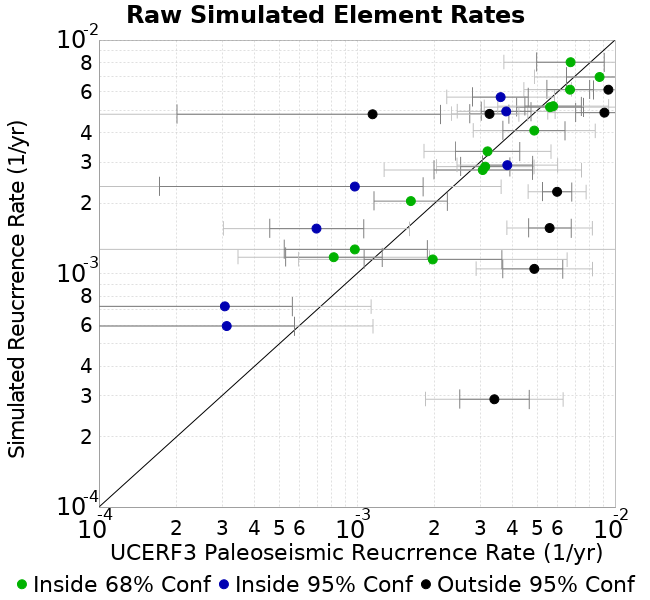 Raw Simulated Element Rates
10-2
8
6
4
3
2
10-3
8
6
4
3
2
10-4
Simulated Reucrrence Rate (1/yr)
10-4 2 3 4 5 6 10-3 2 3 4 5 6 10-2
UCERF3 Paleoseismic Reucrrence Rate (1/yr)
Inside 68% Conf Inside 95% Conf Outside 95% Conf